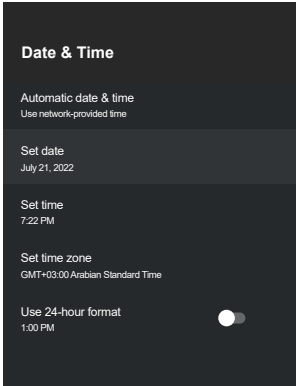 Date & Time
Automatic date & time
Use network-provided time
Set date
July 21, 2022
Set time
7:22 PM
Set time zone
GMT+03:00 Arabian Standard Time
Use 24-hour format
1:00 PM